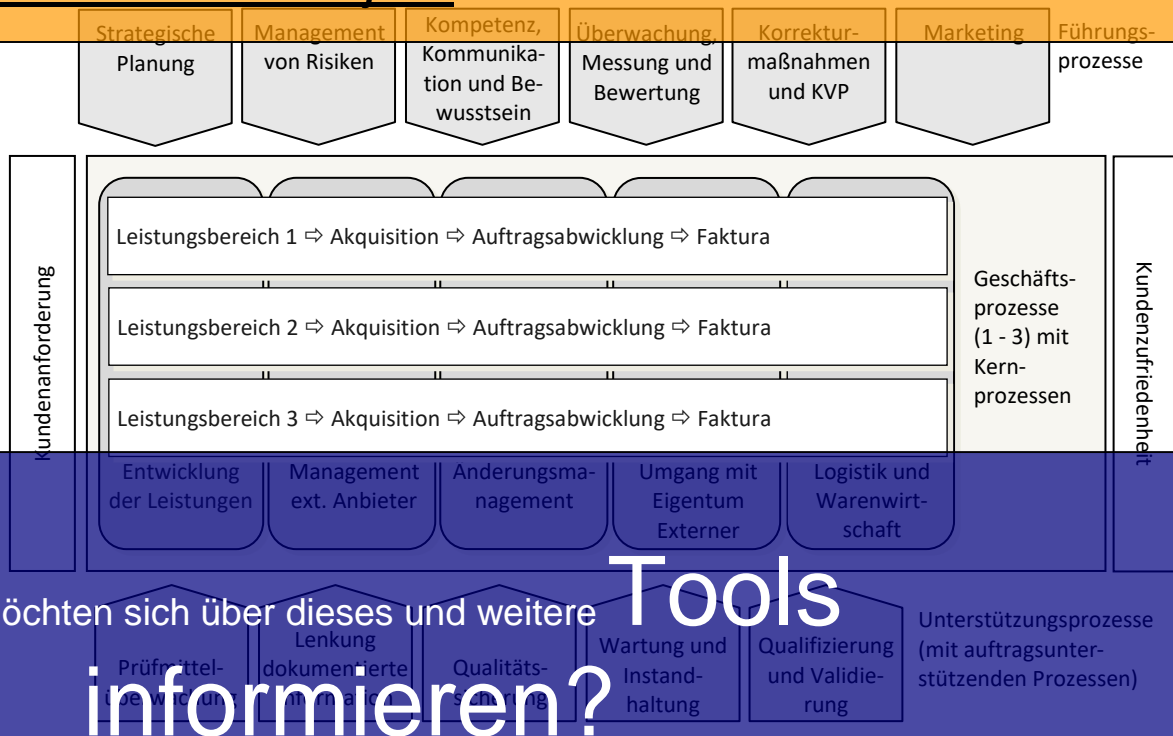 Strategische
Planung
Management
von Risiken
Kompetenz,
Kommunika-
tion und Be-
wusstsein
Überwachung,
Messung und
Bewertung
Korrektur-
maßnahmen
und KVP
Marketing
Führungs-
prozesse
Kundenanforderung
Leistungsbereich 1 ⇨ Akquisition ⇨ Auftragsabwicklung ⇨ Faktura
Leistungsbereich 2 ⇨ Akquisition ⇨ Auftragsabwicklung ⇨ Faktura
Leistungsbereich 3 ⇨ Akquisition ⇨ Auftragsabwicklung ⇨ Faktura
Geschäfts-
prozesse
(1 - 3) mit
Kern-
prozessen
Kundenzufriedenheit
Entwicklung
der Leistungen
Management
ext. Anbieter
Änderungsma-
nagement
Umgang mit
Eigentum
Externer
Logistik und
Warenwirt-
schaft
öchten sich über dieses und weitere Tools
informieren?
Prüfmittel-
überwachung
Lenkung
dokumentierte
Information
Qualitäts-
sicherung
Wartung und
Instand-
haltung
Qualifizierung
und Validie-
rung
Unterstützungsprozesse
(mit auftragsunter-
stützenden Prozessen)